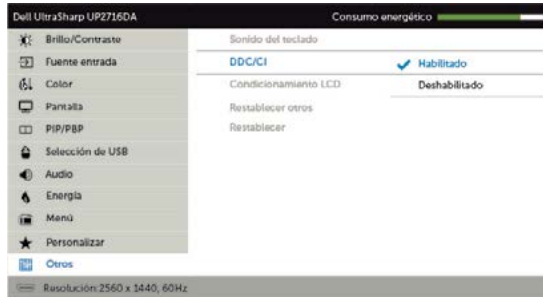 Dell UltraSharp UP2716DA
Consumo energético
Brillo/Contraste
Fuente entrada
Color
Pantalla
PIP/PBP
Selección de USB
Audio
Energía
Menú
Personalizar
Otros
Sonido del teclado
DDC/CI
Condicionamiento LCD
Restablecer otros
Restablecer
Habilitado
Deshabilitado
Resolución: 2560 x 1440, 60Hz